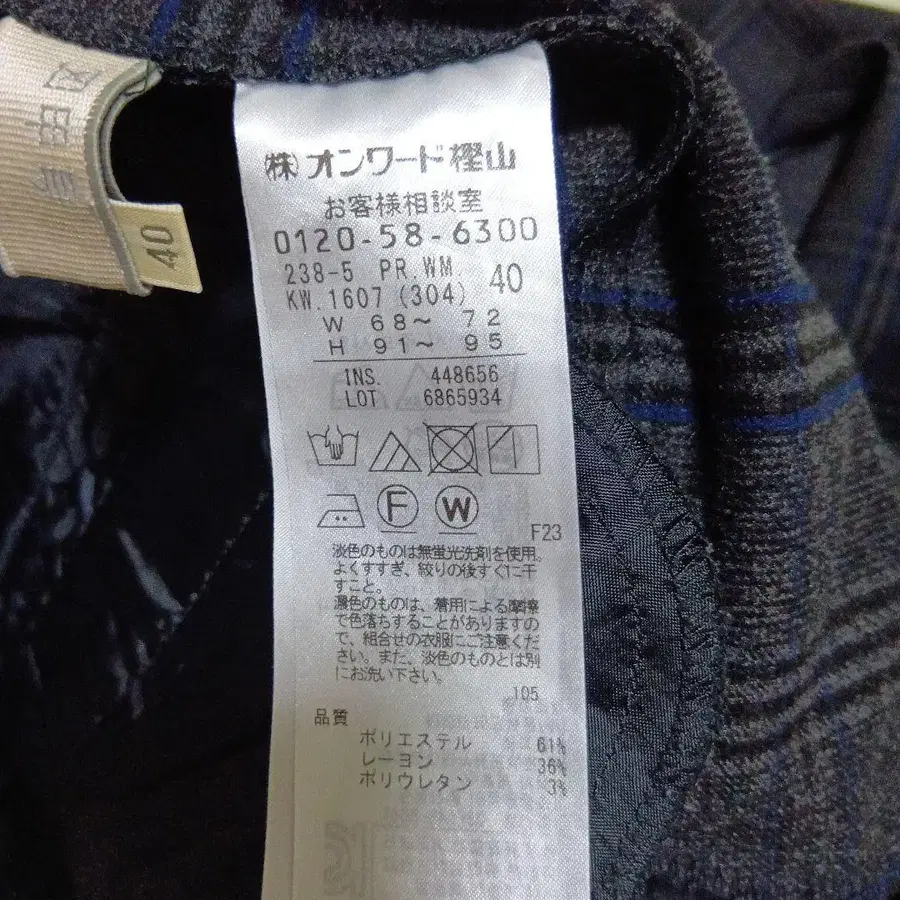 40
(株)オンワード樫山
お客様相談室
0120-58-6300
238-5 PR.WM.
KW.1607 (304) 40
W 68～ 72
H 91～ 95
INS. 448656
LOT 6865934
F W
F23
淡色のものは無蛍光洗剤を使用。
よくすすぎ、絞りの後すぐに干
すこと。
濃色のものは、着用による摩擦
で色落ちすることがありますの
で、組合せの衣服にご注意くだ
さい。また、淡色のものとは別
にお洗い下さい。
105
品質
ポリエステル 61%
レーヨン 36%
ポリウレタン 3%